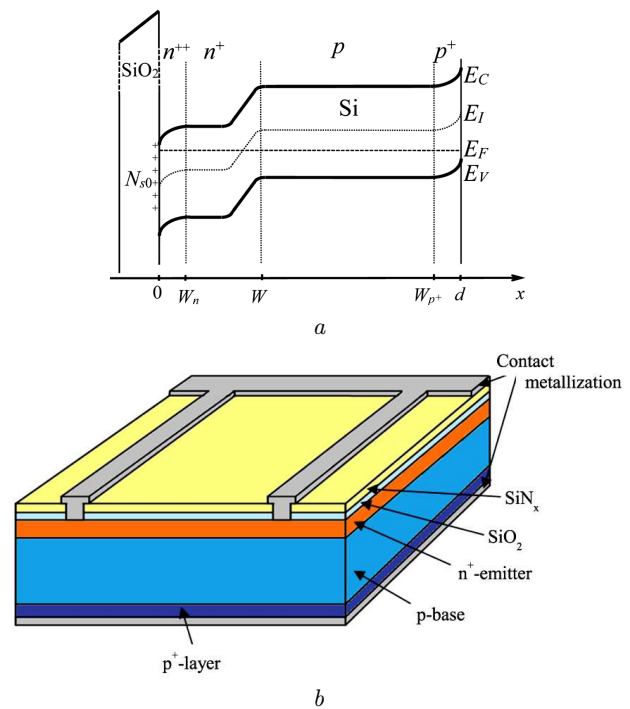 n++ n+ p p+
SiO2
EC
Si
EI
EF
Ns0
EV
0 Wn W Wp+ d x
a
Contact
metallization
SiNx
SiO2
n+-emitter
p-base
p+-layer
b